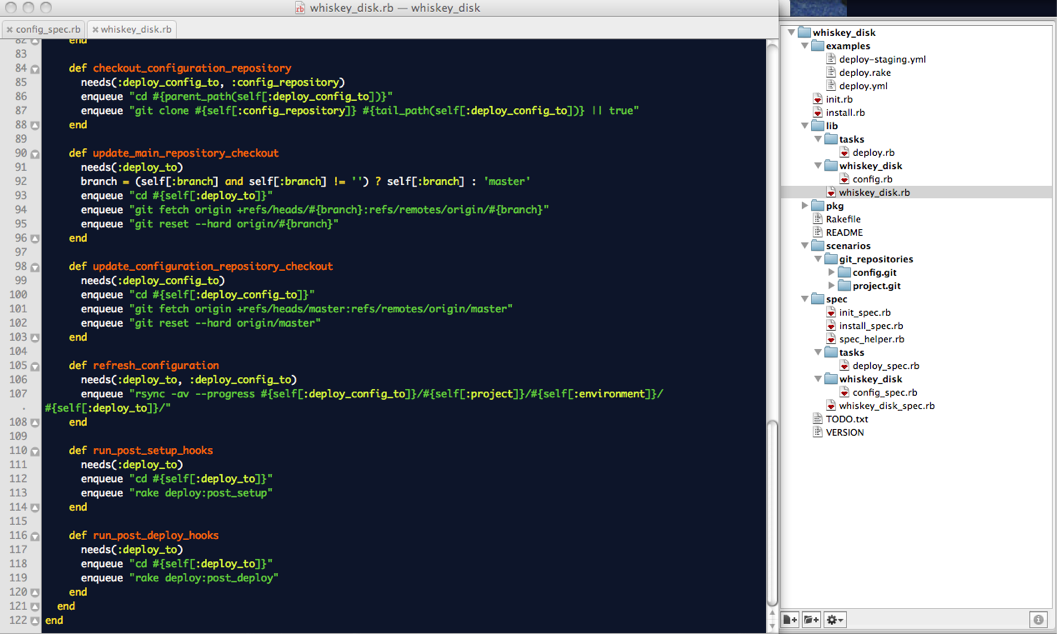 whiskey_disk.rb — whiskey_disk
config_spec.rb
whiskey_disk.rb
82 end
83
84 def checkout_configuration_repository
85 needs(:deploy_config_to, :config_repository)
86 enqueue "cd #{parent_path(self[:deploy_config_to])}"
87 enqueue "git clone #{self[:config_repository]} #{tail_path(self[:deploy_config_to])} || true"
88 end
89
90 def update_main_repository_checkout
91 needs(:deploy_to)
92 branch = (self[:branch] and self[:branch] != '') ? self[:branch] : 'master'
93 enqueue "cd #{self[:deploy_to]}"
94 enqueue "git fetch origin +refs/heads/#{branch}:refs/remotes/origin/#{branch}"
95 enqueue "git reset --hard origin/#{branch}"
96 end
97
98 def update_configuration_repository_checkout
99 needs(:deploy_config_to)
100 enqueue "cd #{self[:deploy_config_to]}"
101 enqueue "git fetch origin +refs/heads/master:refs/remotes/origin/master"
102 enqueue "git reset --hard origin/master"
103 end
104
105 def refresh_configuration
106 needs(:deploy_to, :deploy_config_to)
107 enqueue "rsync -av --progress #{self[:deploy_config_to]}/#{self[:project]}/#{self[:environment]}/
#{self[:deploy_to]}/"
108 end
109
110 def run_post_setup_hooks
111 needs(:deploy_to)
112 enqueue "cd #{self[:deploy_to]}"
113 enqueue "rake deploy:post_setup"
114 end
115
116 def run_post_deploy_hooks
117 needs(:deploy_to)
118 enqueue "cd #{self[:deploy_to]}"
119 enqueue "rake deploy:post_deploy"
120 end
121 end
122 end
whiskey_disk
examples
deploy-staging.yml
deploy.rake
deploy.yml
init.rb
install.rb
lib
tasks
deploy.rb
whiskey_disk
config.rb
whiskey_disk.rb
pkg
Rakefile
README
scenarios
git_repositories
config.git
project.git
spec
init_spec.rb
install_spec.rb
spec_helper.rb
tasks
deploy_spec.rb
whiskey_disk
config_spec.rb
whiskey_disk_spec.rb
TODO.txt
VERSION